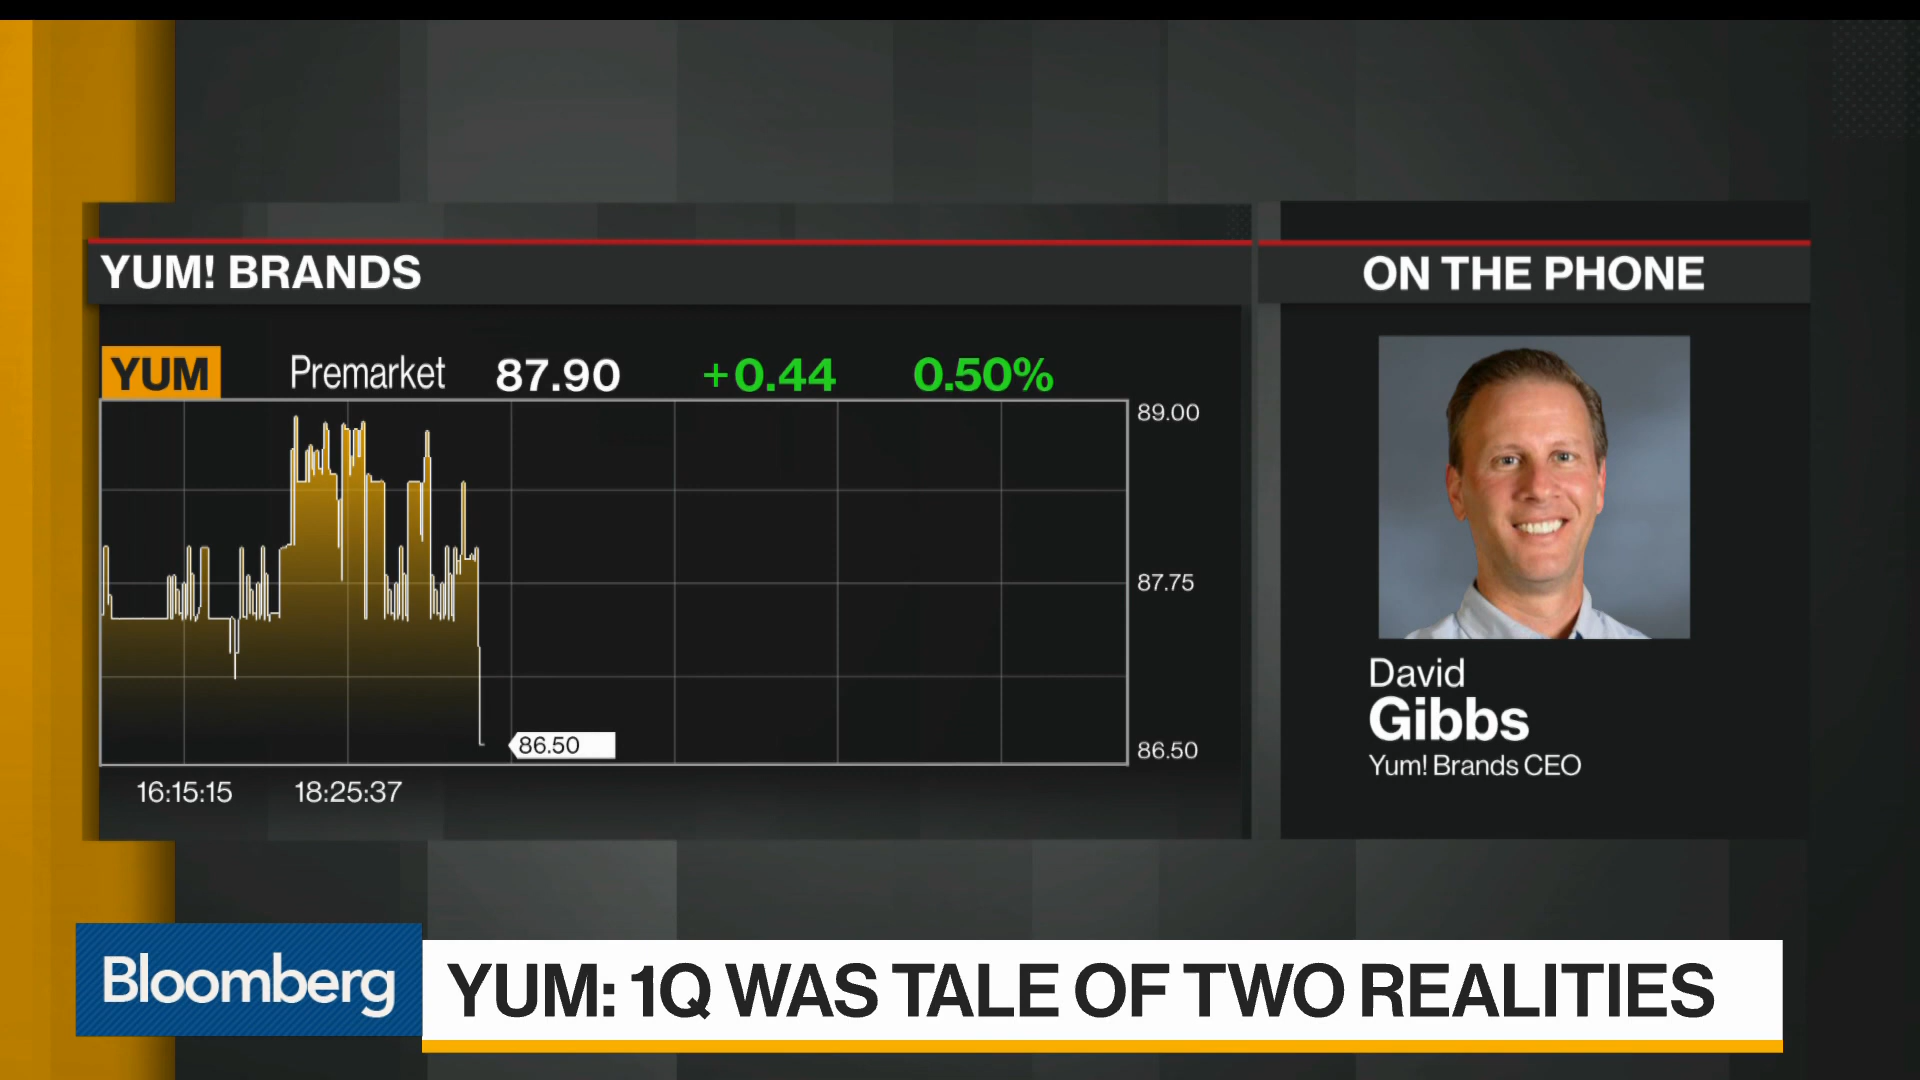 YUM! BRANDS
YUM Premarket 87.90 +0.44 0.50%
89.00
87.75
86.50
86.50
16:15:15 18:25:37
ON THE PHONE
David
Gibbs
Yum! Brands CEO
Bloomberg
YUM: 1Q WAS TALE OF TWO REALITIES